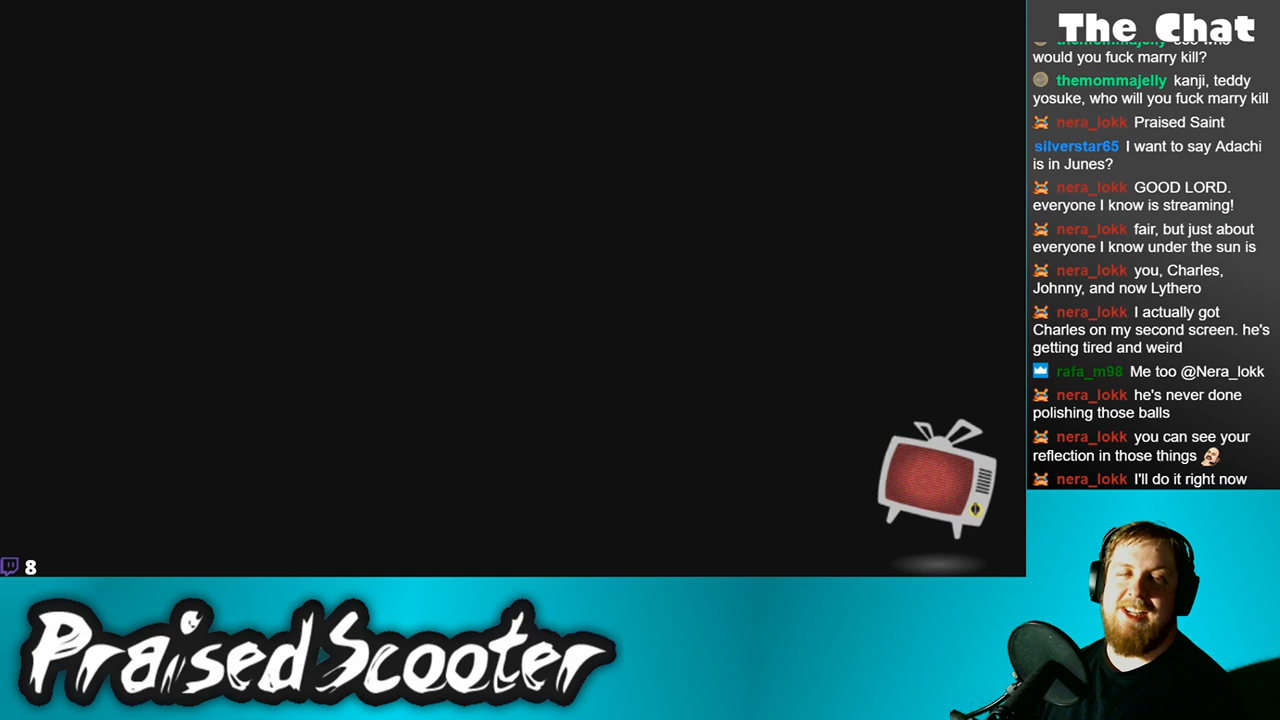 The Chat
themommajelly
would you fuck marry kill?
themommajelly kanji, teddy
yosuke, who will you fuck marry kill
nera_lokk Praised Saint
silverstar65 I want to say Adachi
is in Junes?
nera_lokk GOOD LORD.
everyone I know is streaming!
nera_lokk fair, but just about
everyone I know under the sun is
nera_lokk you, Charles,
Johnny, and now Lythero
nera_lokk I actually got
Charles on my second screen. he's
getting tired and weird
rafa_m98 Me too @Nera_lokk
nera_lokk he's never done
polishing those balls
nera_lokk you can see your
reflection in those things
nera_lokk I'll do it right now
8
PraisedScooter